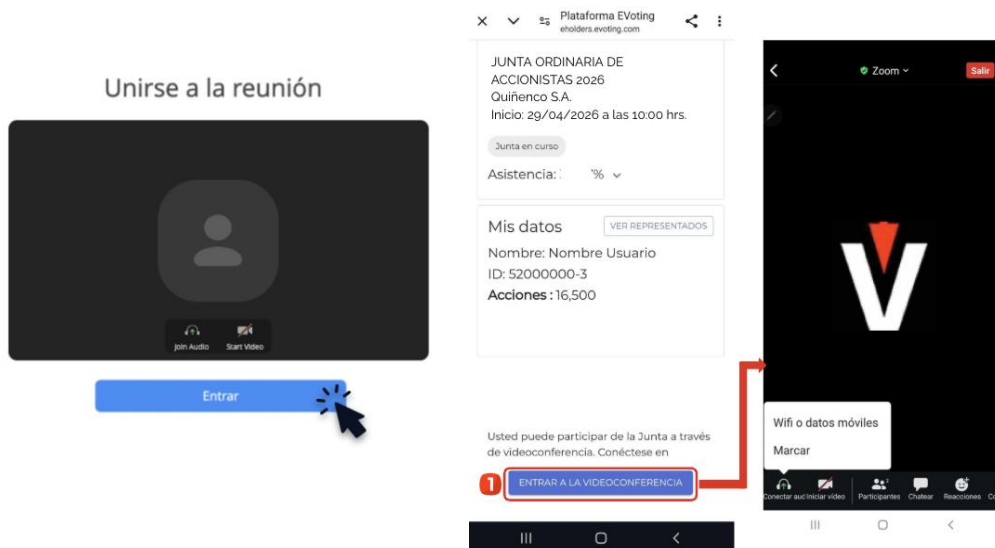 Unirse a la reunión
Join Audio
Start Video
Entrar
Plataforma EVoting
eholders.evoting.com
JUNTA ORDINARIA DE
ACCIONISTAS 2026
Quiñenco S.A.
Inicio: 29/04/2026 a las 10:00 hrs.
Junta en curso
Asistencia: %
Mis datos
VER REPRESENTADOS
Nombre: Nombre Usuario
ID: 52000000-3
Acciones : 16,500
Usted puede participar de la Junta a través
de videoconferencia. Conéctese en
1
ENTRAR A LA VIDEOCONFERENCIA
Zoom
Salir
V
Wifi o datos móviles
Marcar
Conectar aud
Iniciar video
Participantes
Chatear
Reacciones